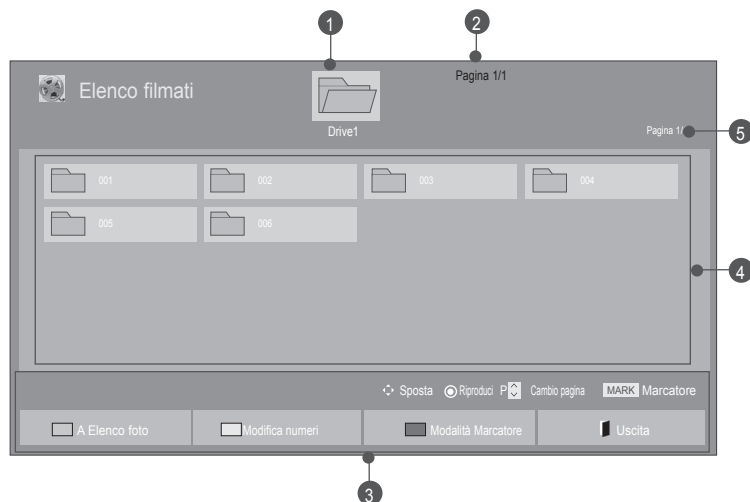 1
2
Elenco filmati
Pagina 1/1
Drive1
Pagina 1/
5
001
002
003
004
005
006
4
Sposta Riproduci P Cambio pagina MARK Marcatore
A Elenco foto
Modifica numeri
Modalità Marcatore
Uscita
3